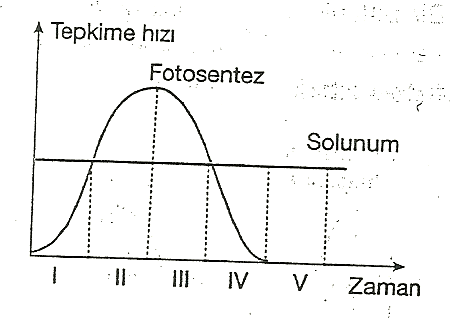 Tepkime hızı
Fotosentez
Solunum
I II III IV V Zaman